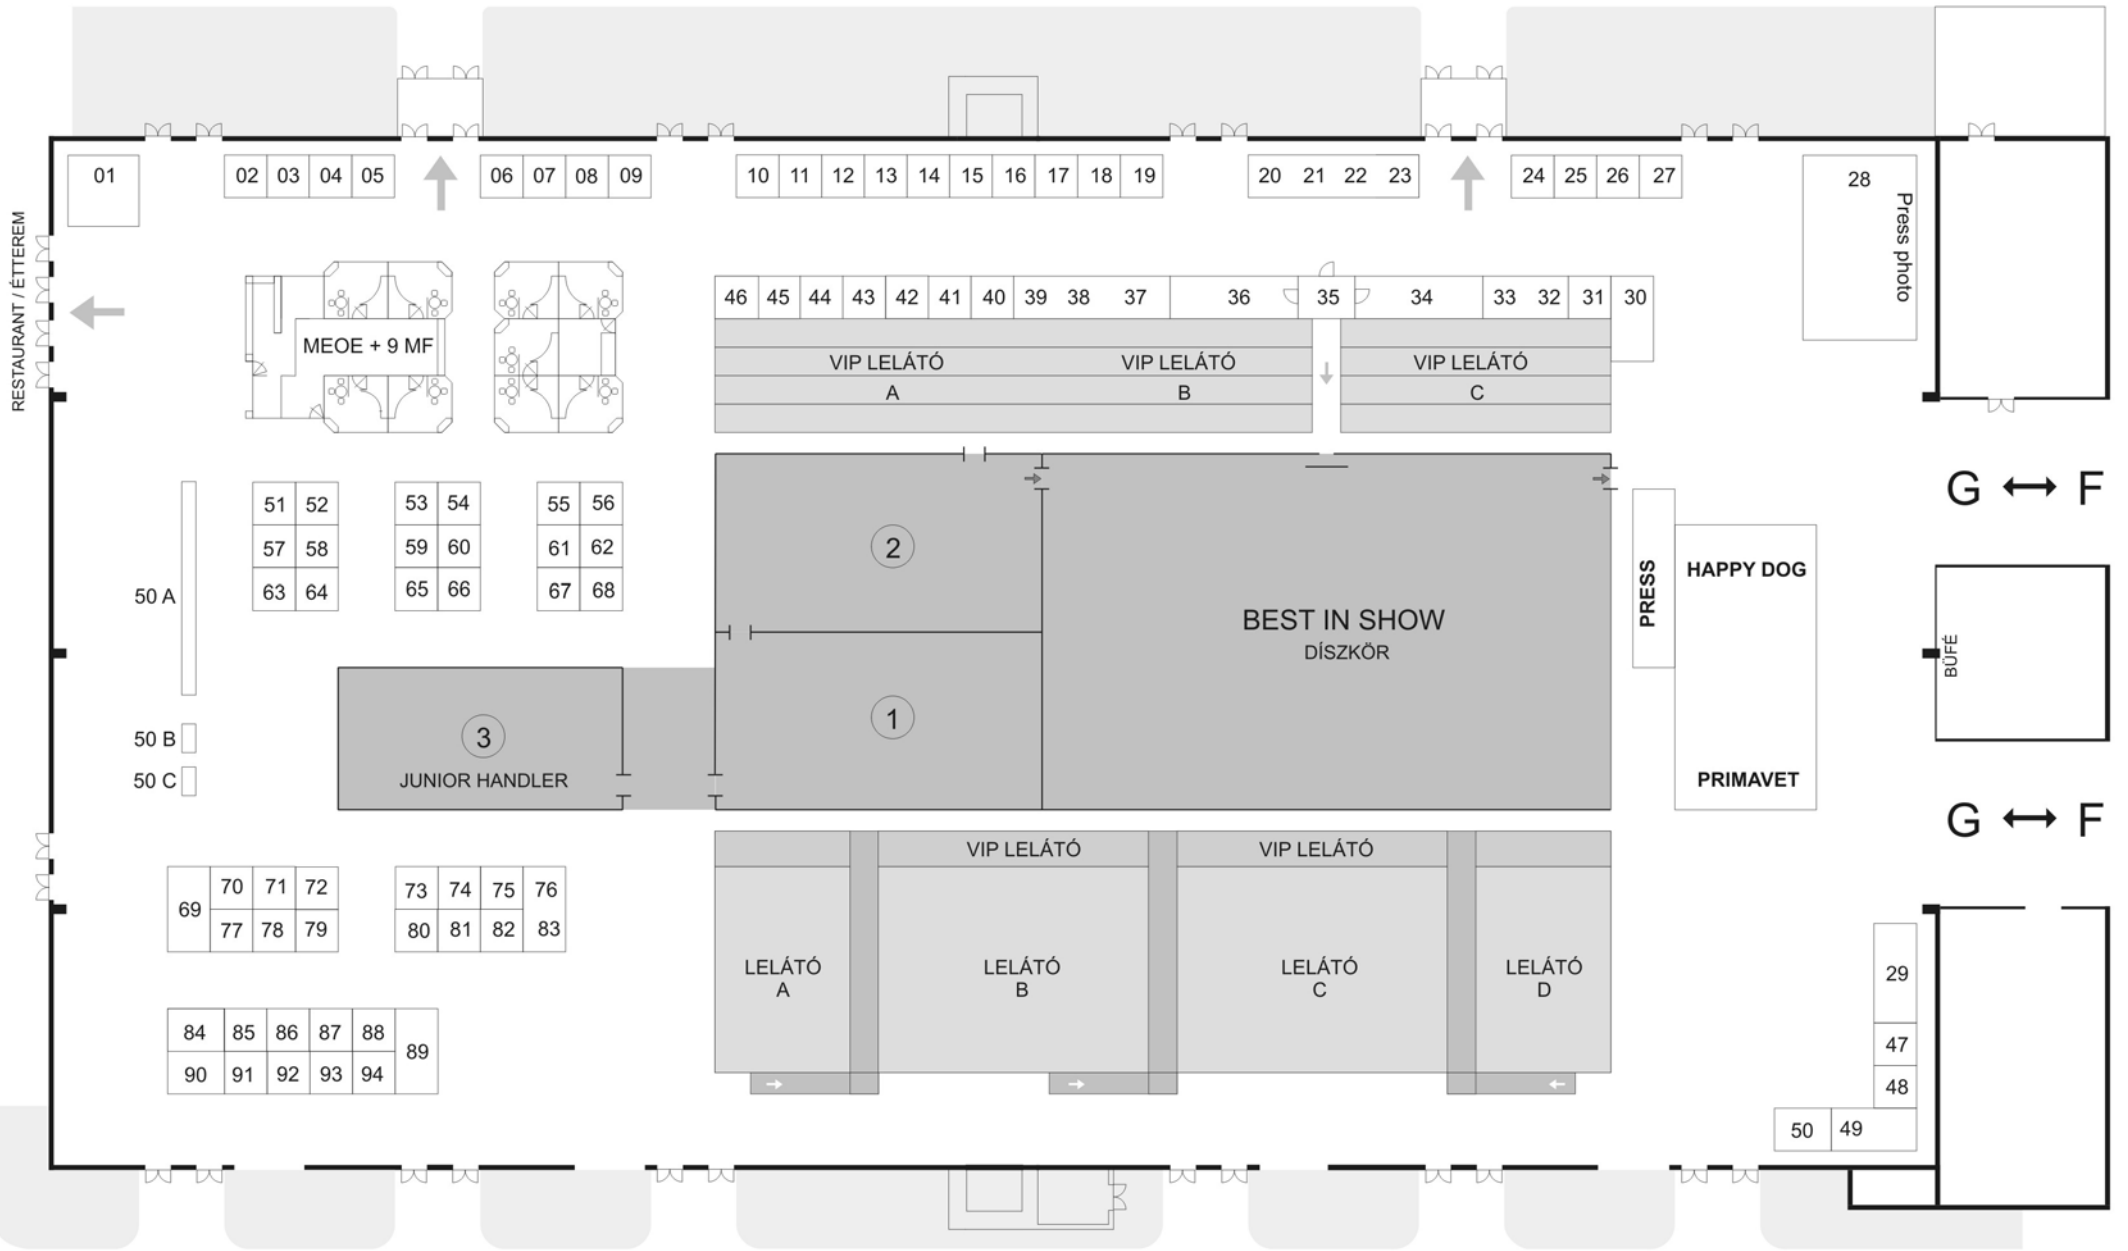 01
02 03 04 05
06 07 08 09
10 11 12 13 14 15 16 17 18 19
20 21 22 23
24 25 26 27
28
Press photo
RESTAURANT / ÉTTEREM
MEOE + 9 MF
46 45 44 43 42 41 40 39 38 37 36 35 34 33 32 31 30
VIP LELÁTÓ
A
VIP LELÁTÓ
B
VIP LELÁTÓ
C
G F
51 52
57 58
63 64
53 54
59 60
65 66
55 56
61 62
67 68
50 A
50 B
50 C
2
1
3
JUNIOR HANDLER
BEST IN SHOW
DÍSZKÖR
PRESS
HAPPY DOG
PRIMAVET
BÜFÉ
G F
69
70 71 72
77 78 79
73 74 75 76
80 81 82 83
84 85 86 87 88
89
90 91 92 93 94
VIP LELÁTÓ
VIP LELÁTÓ
LELÁTÓ
A
LELÁTÓ
B
LELÁTÓ
C
LELÁTÓ
D
29
47
48
50 49